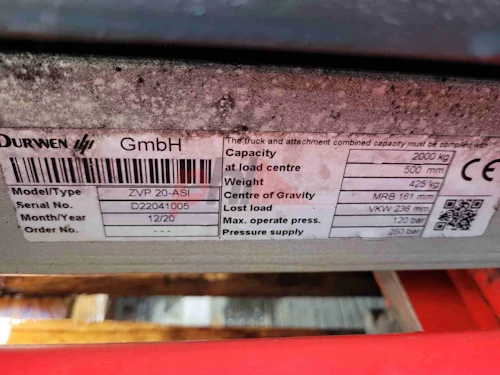 DURWEN GmbH
Model/Type ZVP 20-ASI
Serial No. D22041005
Month/Year 12/20
Order No. - - -
The truck and attachment combined capacity must be complied with
Capacity 2000 kg
at load centre 500 mm
Weight 425 kg
Centre of Gravity MRB 161 mm
Lost load VKW 236 mm
Max. operate press. 120 bar
Pressure supply 250 bar
CE